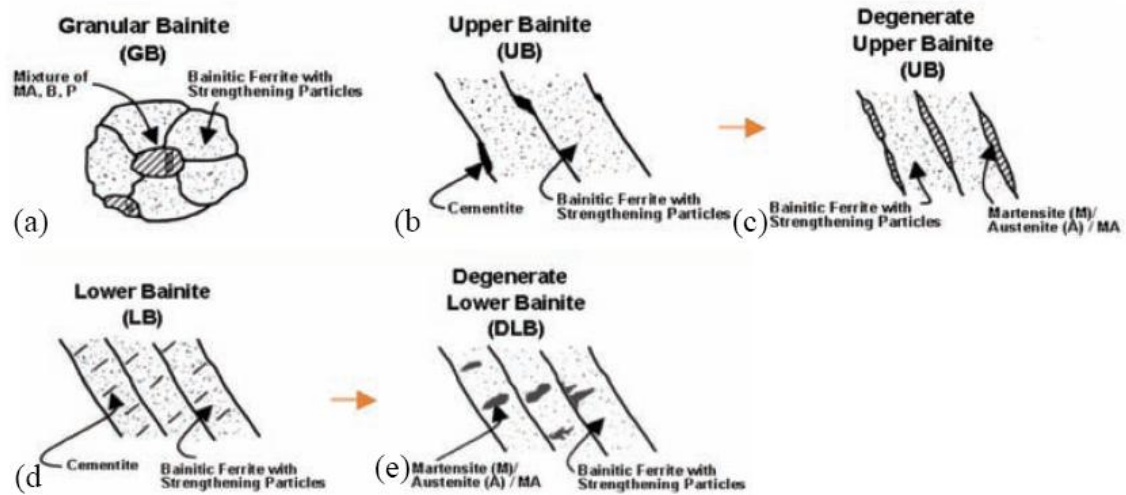 Granular Bainite
(GB)
Mixture of
MA, B, P
Bainitic Ferrite with
Strengthening Particles
(a)
Upper Bainite
(UB)
Cementite
Bainitic Ferrite with
Strengthening Particles
(b)
Degenerate
Upper Bainite
(UB)
Bainitic Ferrite with
Strengthening Particles
Martensite (M)/
Austenite (A) / MA
(c)
Lower Bainite
(LB)
Cementite
Bainitic Ferrite with
Strengthening Particles
(d)
Degenerate
Lower Bainite
(DLB)
Martensite (M)/
Austenite (A) / MA
Bainitic Ferrite with
Strengthening Particles
(e)